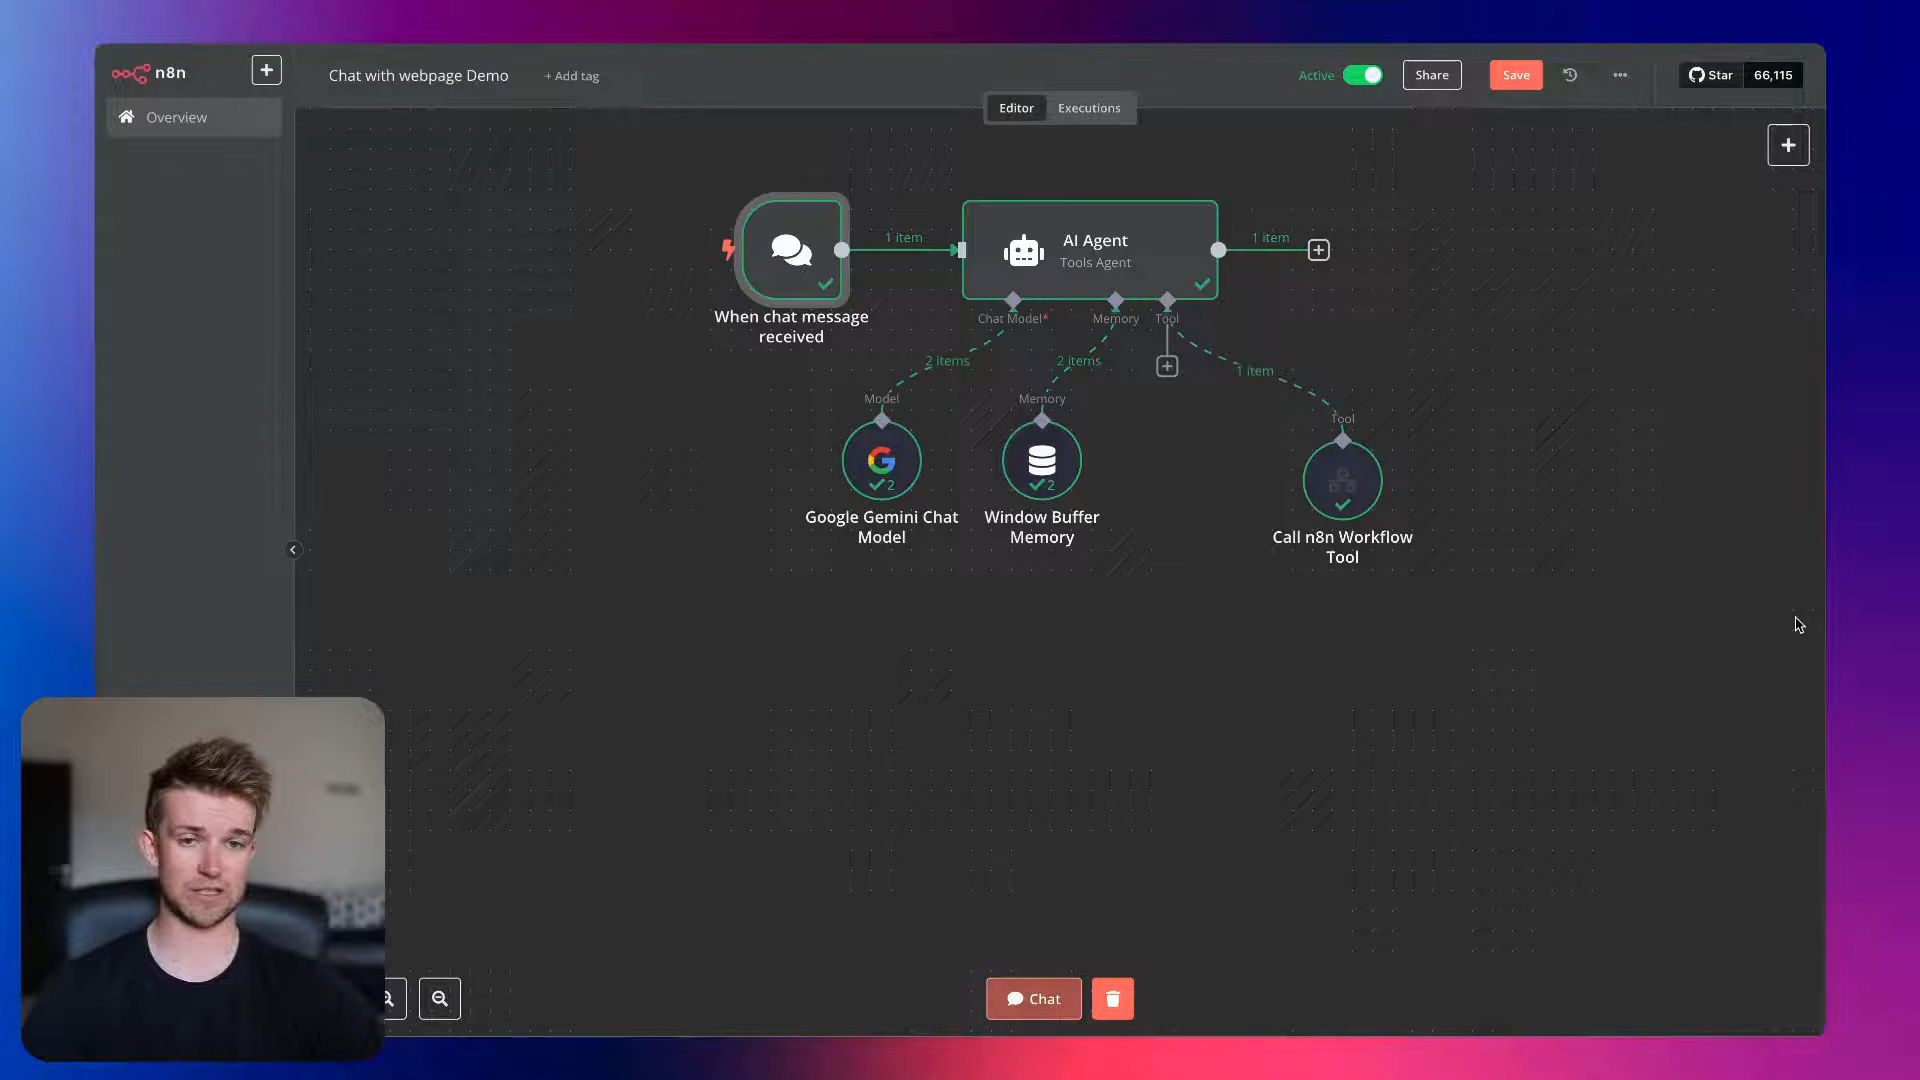 n8n
Chat with webpage Demo
+ Add tag
Active
Share
Save
Star
66,115
Overview
Editor
Executions
1 item
AI Agent
Tools Agent
1 item
When chat message
received
Chat Model*
Memory
Tool
2 items
2 items
1 item
Model
Memory
Tool
2
2
Google Gemini Chat
Model
Window Buffer
Memory
Call n8n Workflow
Tool
Chat